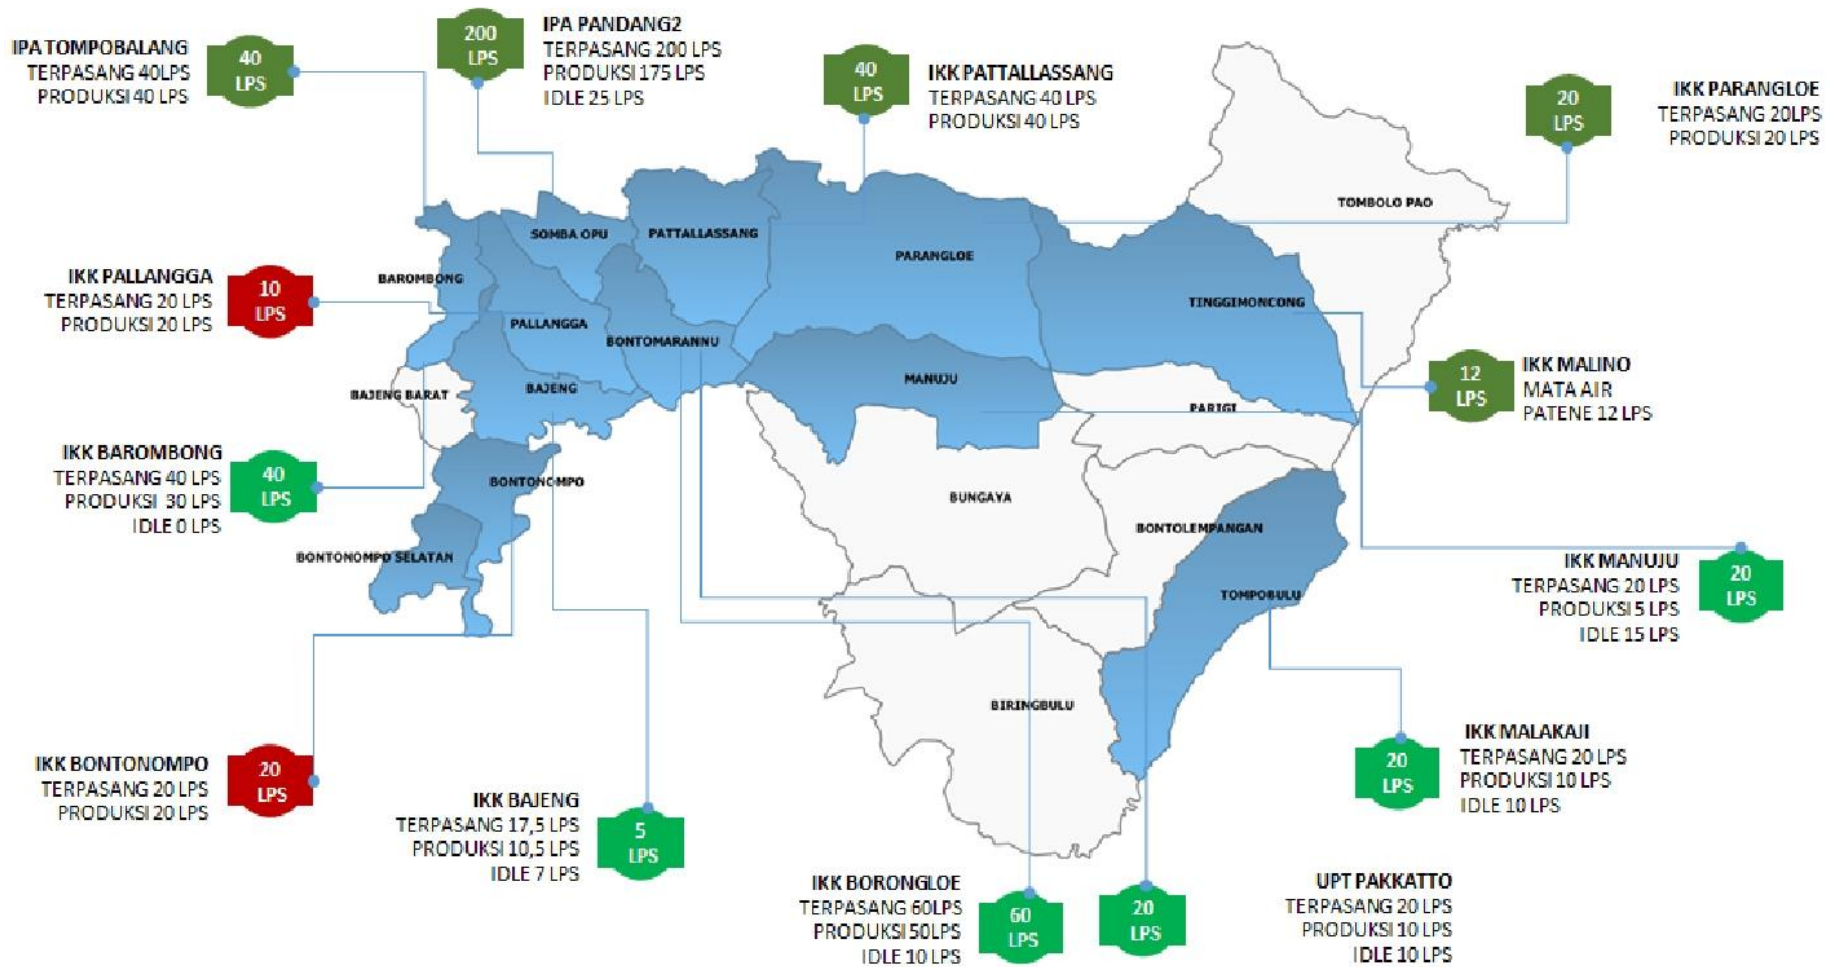 IPA TOMPOBALANG
TERPASANG 40LPS
PRODUKSI 40 LPS
40
LPS
200
LPS
IPA PANDANG2
TERPASANG 200 LPS
PRODUKSI 175 LPS
IDLE 25 LPS
40
LPS
IKK PATTALLASSANG
TERPASANG 40 LPS
PRODUKSI 40 LPS
20
LPS
IKK PARANGLOE
TERPASANG 20LPS
PRODUKSI 20 LPS
TOMBOLO PAO
SOMBA OPU
PATTALLASSANG
PARANGLOE
BAROMBONG
TINGGIMONCONG
IKK PALLANGGA
TERPASANG 20 LPS
PRODUKSI 20 LPS
10
LPS
PALLANGGA
BONTOMARANNU
BAJENG BARAT
BAJENG
MANUJU
PARIGI
12
LPS
IKK MALINO
MATA AIR
PATENE 12 LPS
IKK BAROMBONG
TERPASANG 40 LPS
PRODUKSI 30 LPS
IDLE 0 LPS
40
LPS
BONTONOMPO
BUNGAYA
BONTOLEMPANGAN
BONTONOMPO SELATAN
TOMPOBULU
IKK MANUJU
TERPASANG 20 LPS
PRODUKSI 5 LPS
IDLE 15 LPS
20
LPS
BIRINGBULU
IKK BONTONOMPO
TERPASANG 20 LPS
PRODUKSI 20 LPS
20
LPS
IKK BAJENG
TERPASANG 17,5 LPS
PRODUKSI 10,5 LPS
IDLE 7 LPS
5
LPS
20
LPS
IKK MALAKAJI
TERPASANG 20 LPS
PRODUKSI 10 LPS
IDLE 10 LPS
IKK BORONGLOE
TERPASANG 60LPS
PRODUKSI 50LPS
IDLE 10 LPS
60
LPS
20
LPS
UPT PAKKATTO
TERPASANG 20 LPS
PRODUKSI 10 LPS
IDLE 10 LPS